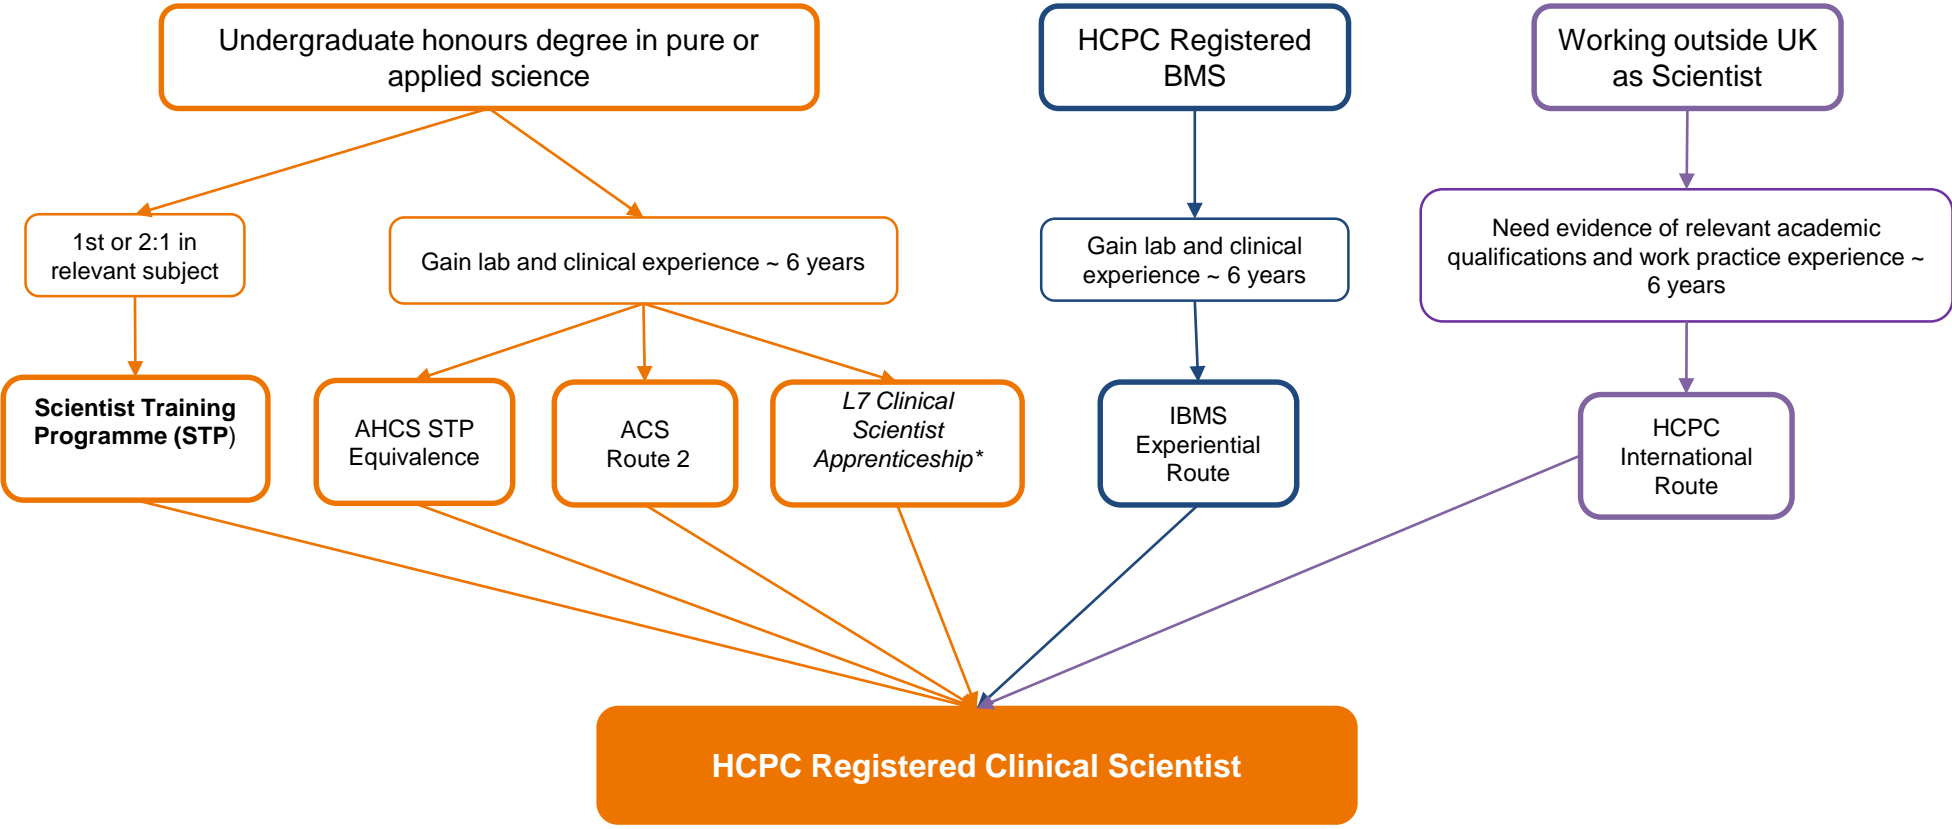 Undergraduate honours degree in pure or
applied science
HCPC Registered
BMS
Working outside UK
as Scientist
1st or 2:1 in
relevant subject
Gain lab and clinical experience ~ 6 years
Gain lab and clinical
experience ~ 6 years
Need evidence of relevant academic
qualifications and work practice experience ~
6 years
Scientist Training
Programme (STP)
AHCS STP
Equivalence
ACS
Route 2
L7 Clinical
Scientist
Apprenticeship*
IBMS
Experiential
Route
HCPC
International
Route
HCPC Registered Clinical Scientist